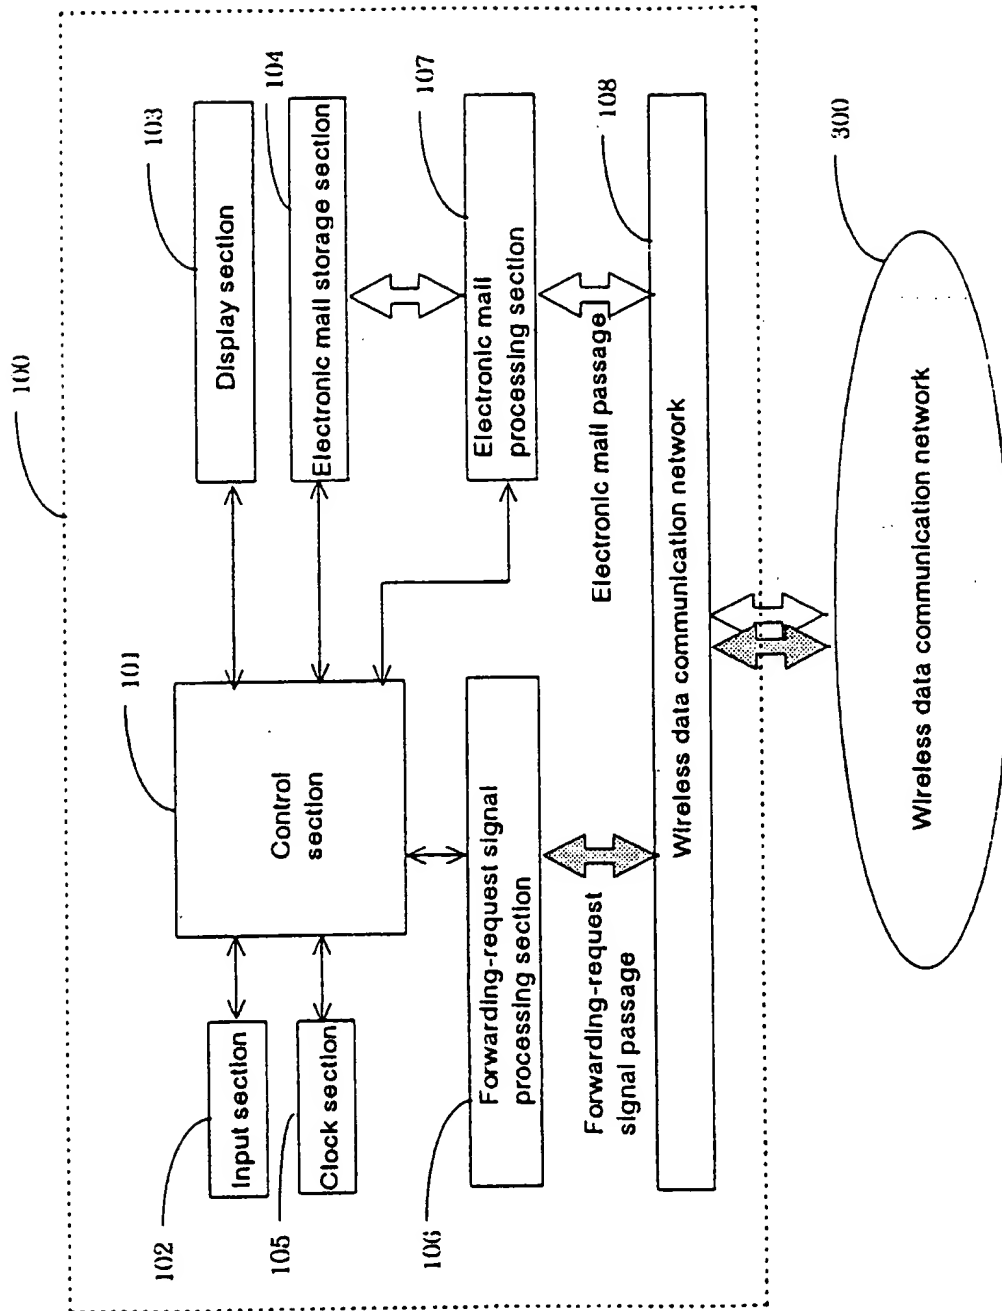 100
101
Control
section
102
Input section
105
Clock section
103
Display section
104
Electronic mail storage section
107
Electronic mail
processing section
106
Forwarding-request signal
processing section
Forwarding-request
signal passage
Electronic mail passage
108
Wireless data communication network
300
Wireless data communication network